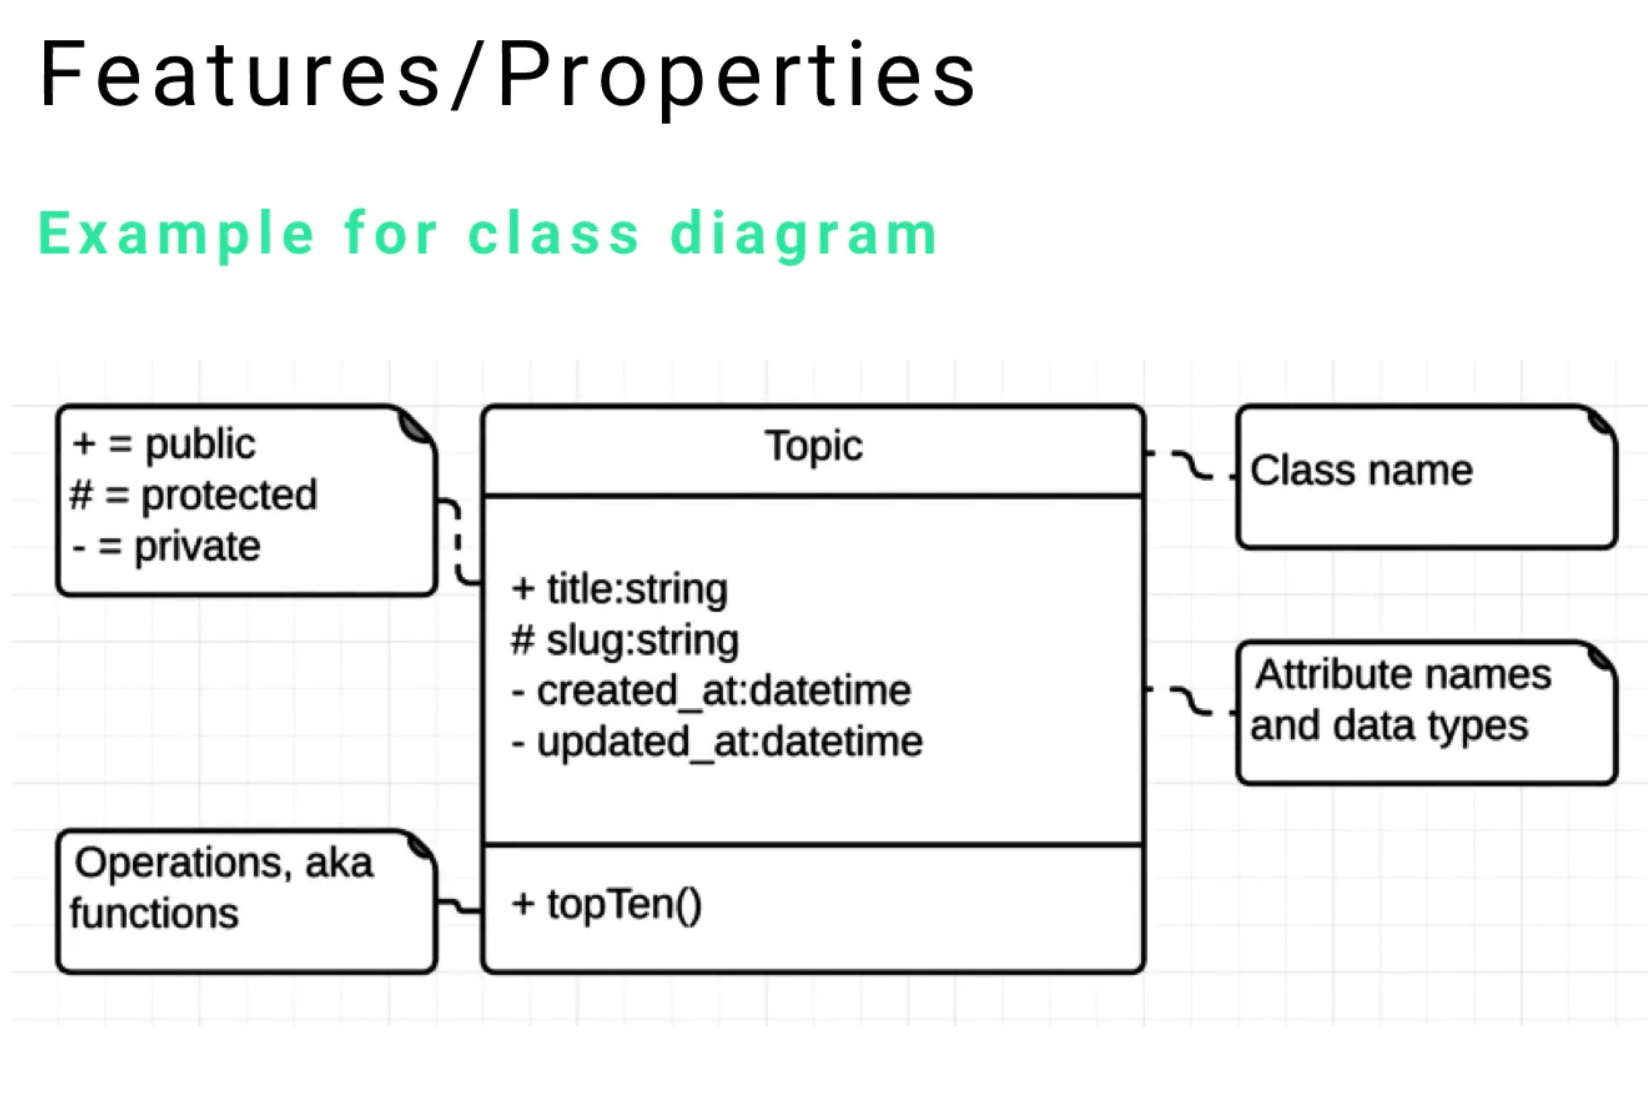 Features/Properties
Example for class diagram
+ = public
# = protected
- = private
Topic
Class name
+ title:string
# slug:string
- created_at:datetime
- updated_at:datetime
Attribute names
and data types
Operations, aka
functions
+ topTen()